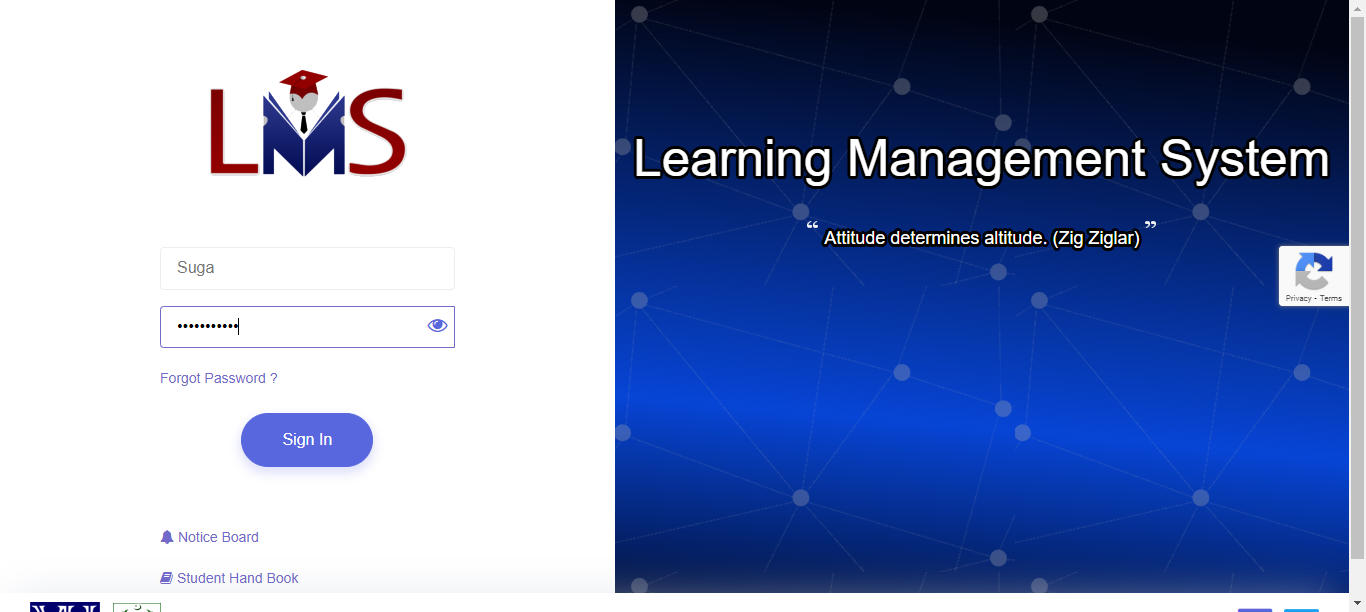 LMS
Suga
•••••••••••
Forgot Password ?
Sign In
Notice Board
Student Hand Book
Learning Management System
“ Attitude determines altitude. (Zig Ziglar) ”
Privacy - Terms